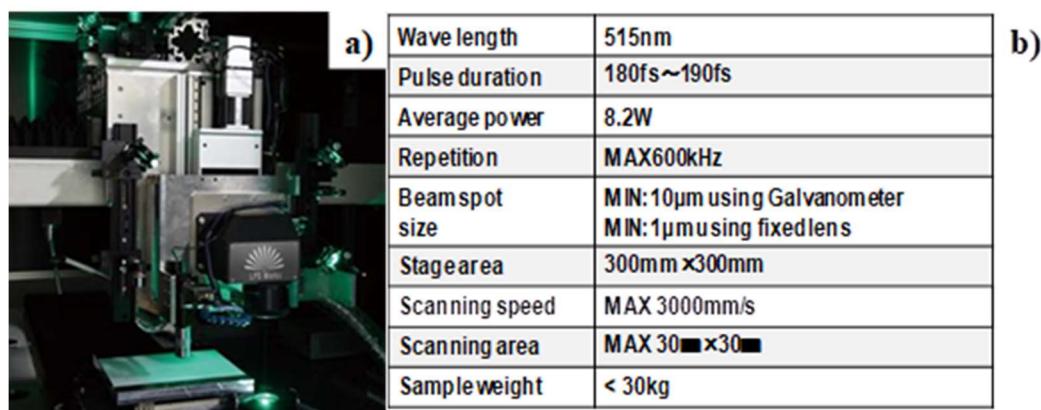 a)
Wave length 515nm
Pulse duration 180fs～190fs
Average power 8.2W
Repetition MAX600kHz
Beam spot size MIN:10μm using Galvanometer
MIN:1μm using fixed lens
Stage area 300mm×300mm
Scanning speed MAX 3000mm/s
Scanning area MAX 30 ×30
Sample weight < 30kg
b)